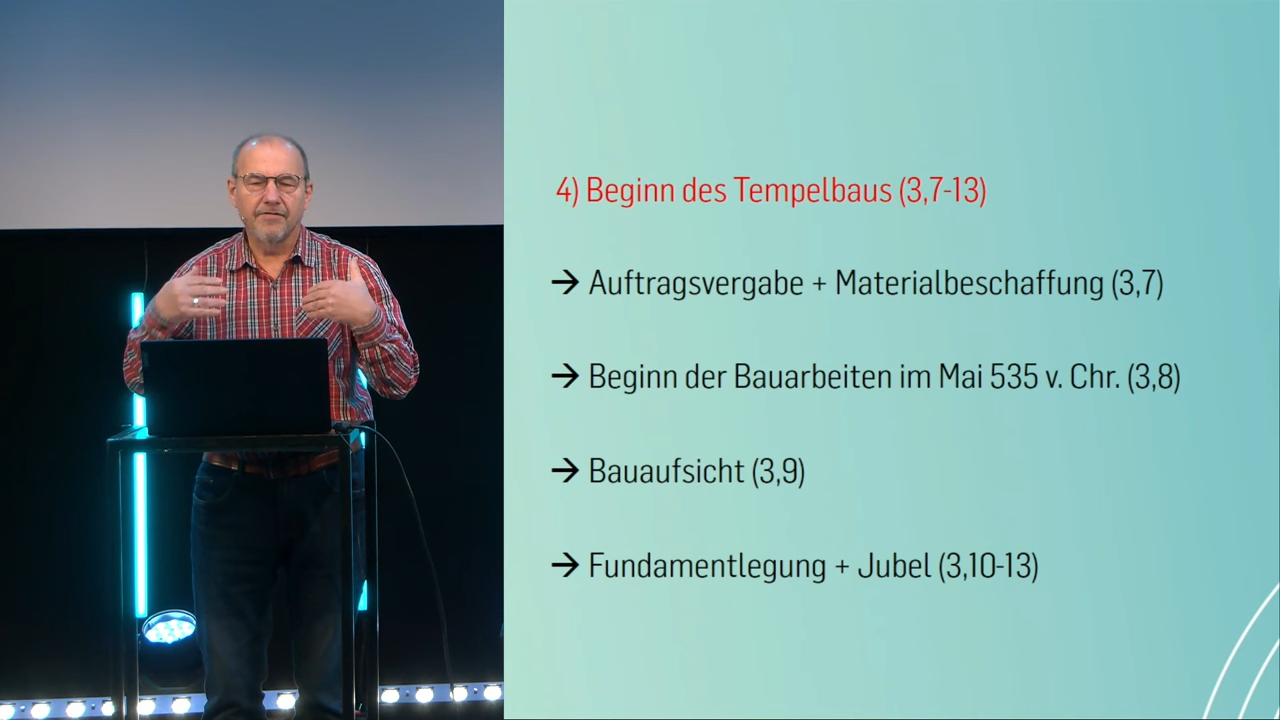 4) Beginn des Tempelbaus (3,7-13)
→ Auftragsvergabe + Materialbeschaffung (3,7)
→ Beginn der Bauarbeiten im Mai 535 v. Chr. (3,8)
→ Bauaufsicht (3,9)
→ Fundamentlegung + Jubel (3,10-13)